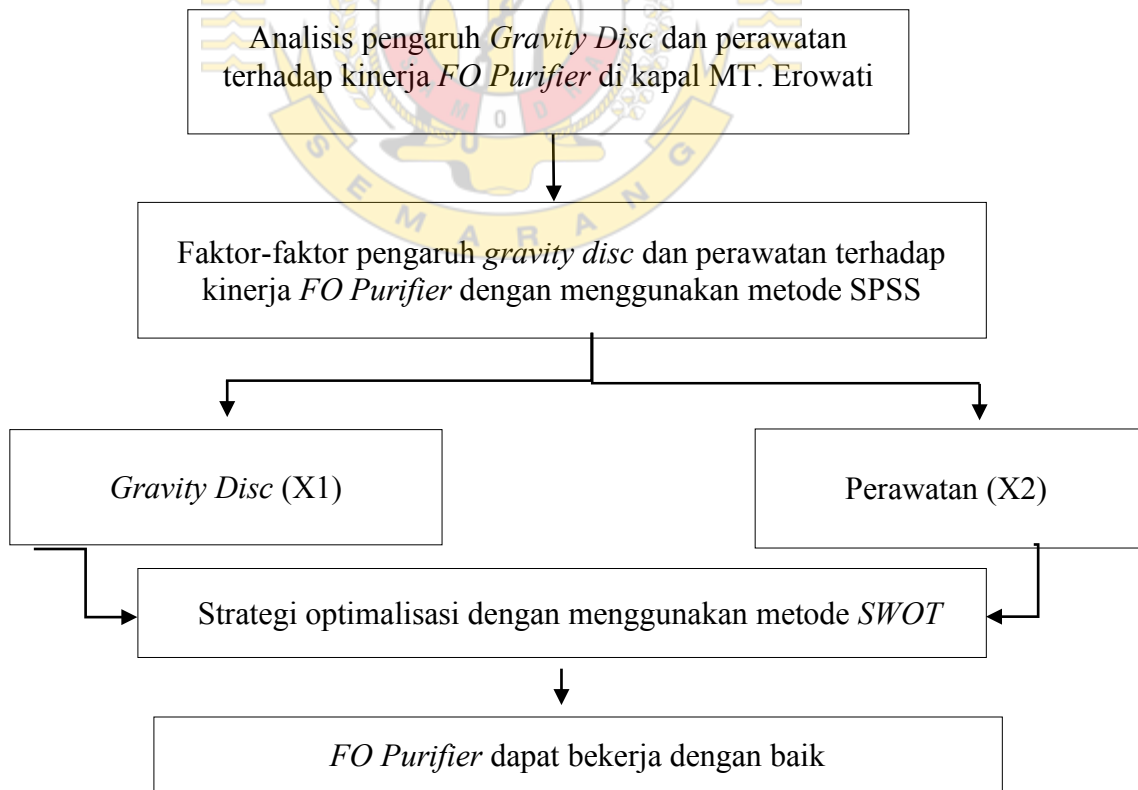 Analisis pengaruh Gravity Disc dan perawatan
terhadap kinerja FO Purifier di kapal MT. Erowati
SEMARANG
Faktor-faktor pengaruh gravity disc dan perawatan terhadap
kinerja FO Purifier dengan menggunakan metode SPSS
Gravity Disc (X1)
Perawatan (X2)
Strategi optimalisasi dengan menggunakan metode SWOT
FO Purifier dapat bekerja dengan baik